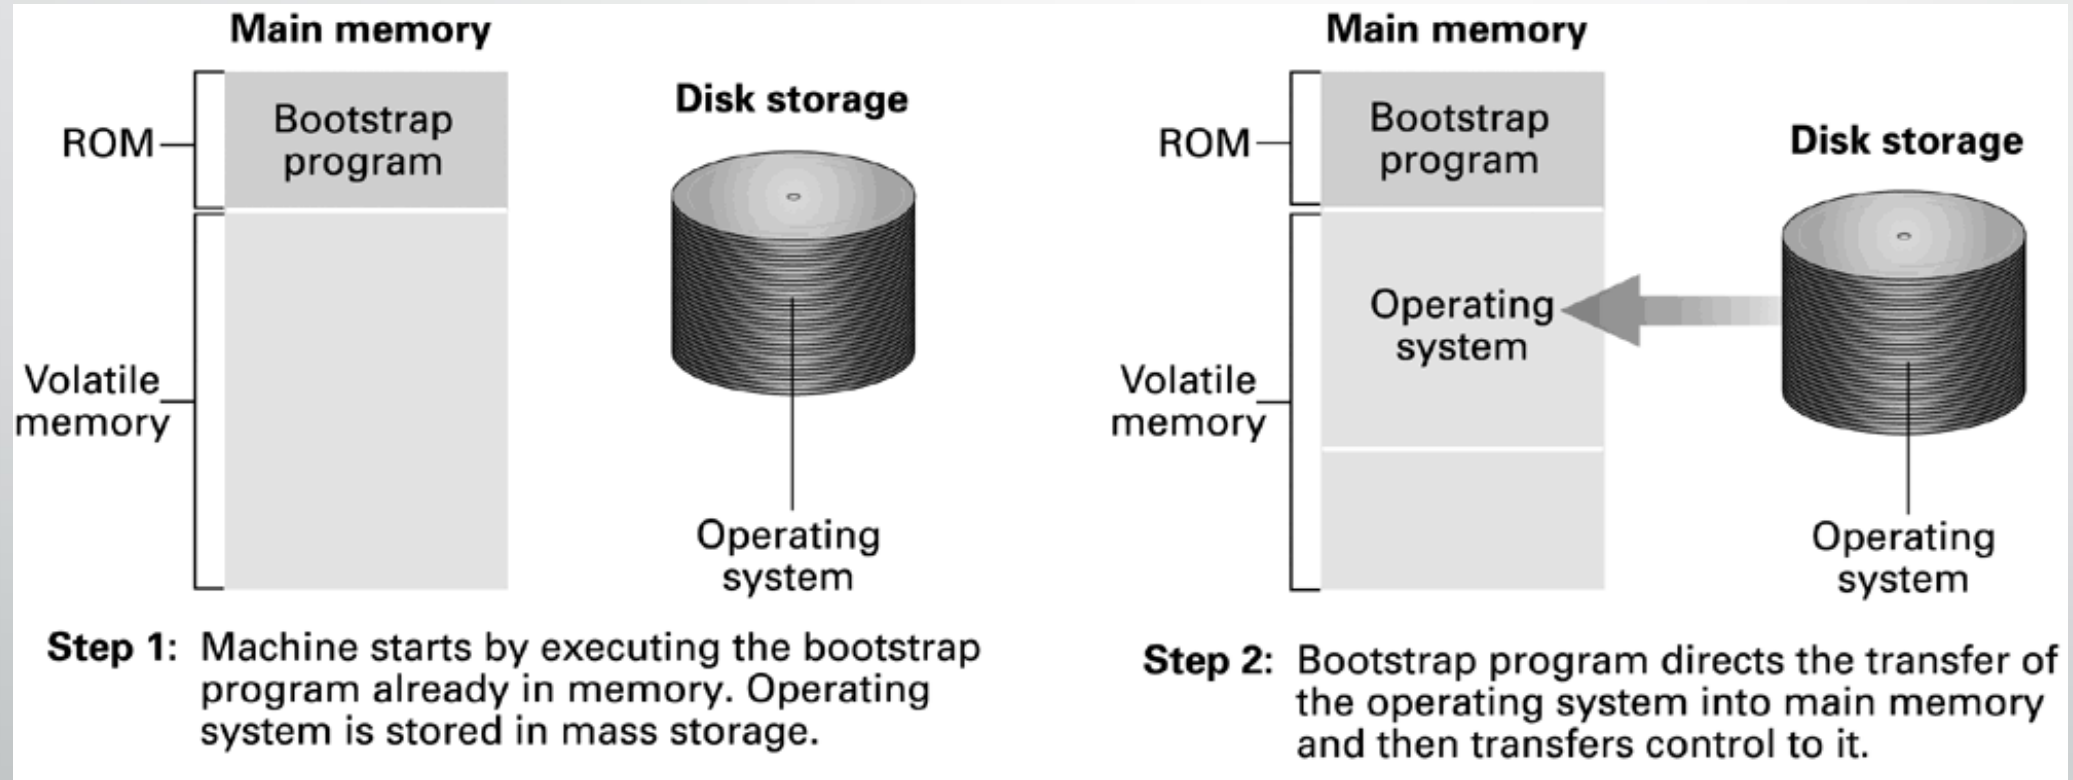 Main memory
Bootstrap
program
ROM
Volatile
memory
Disk storage
Operating
system
Step 1: Machine starts by executing the bootstrap
program already in memory. Operating
system is stored in mass storage.
Main memory
Bootstrap
program
ROM
Operating
system
Volatile
memory
Disk storage
Operating
system
Step 2: Bootstrap program directs the transfer of
the operating system into main memory
and then transfers control to it.